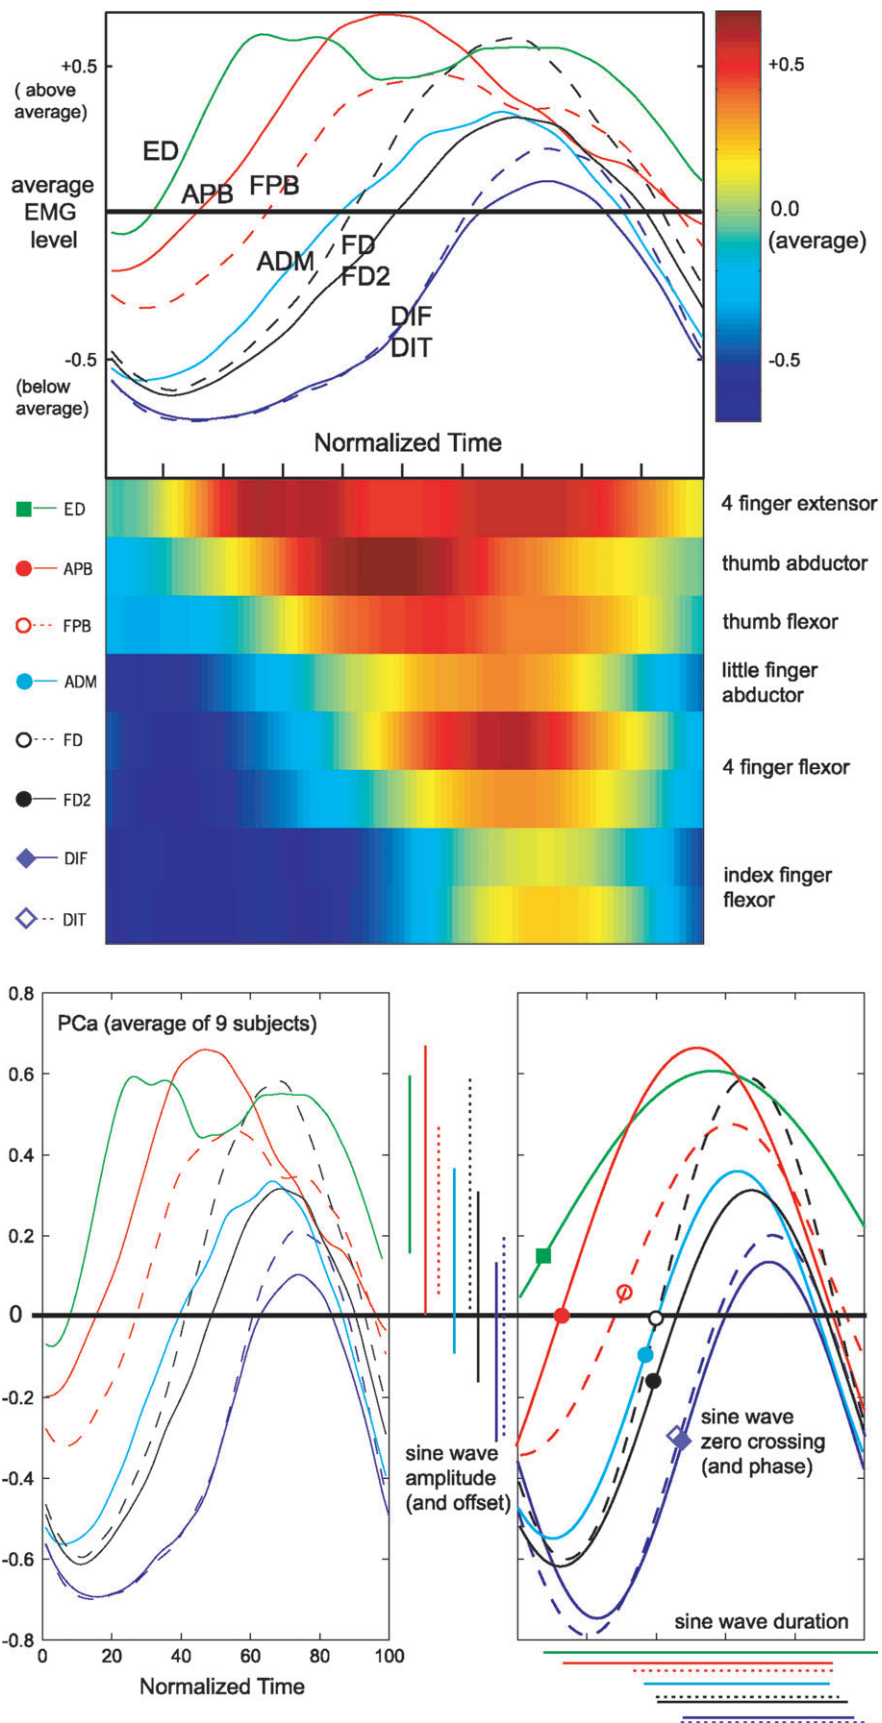 +0.5
( above
average)
average
EMG
level
-0.5
(below
average)
ED
APB
FPB
ADM
FD
FD2
DIF
DIT
Normalized Time
+0.5
0.0
(average)
-0.5
ED
APB
FPB
ADM
FD
FD2
DIF
DIT
4 finger extensor
thumb abductor
thumb flexor
little finger
abductor
4 finger flexor
index finger
flexor
0.8
0.6
0.4
0.2
0
-0.2
-0.4
-0.6
-0.8
PCa (average of 9 subjects)
0 20 40 60 80 100
Normalized Time
sine wave
amplitude
(and offset)
sine wave
zero crossing
(and phase)
sine wave duration